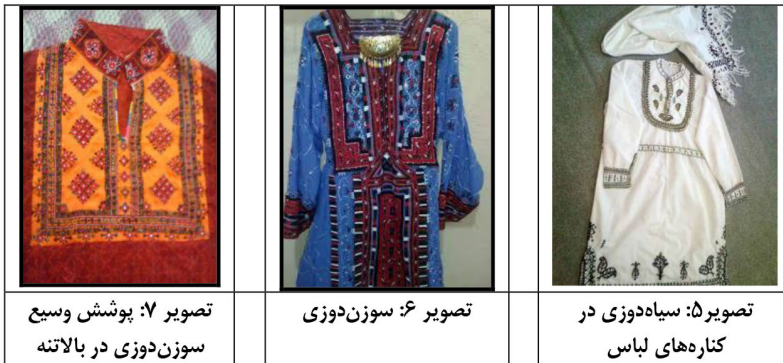 تصویر۵: سیاه‌دوزی در
کناره‌های لباس
تصویر ۶: سوزن‌دوزی
تصویر ۷: پوشش وسیع
سوزن‌دوزی در بالاتنه